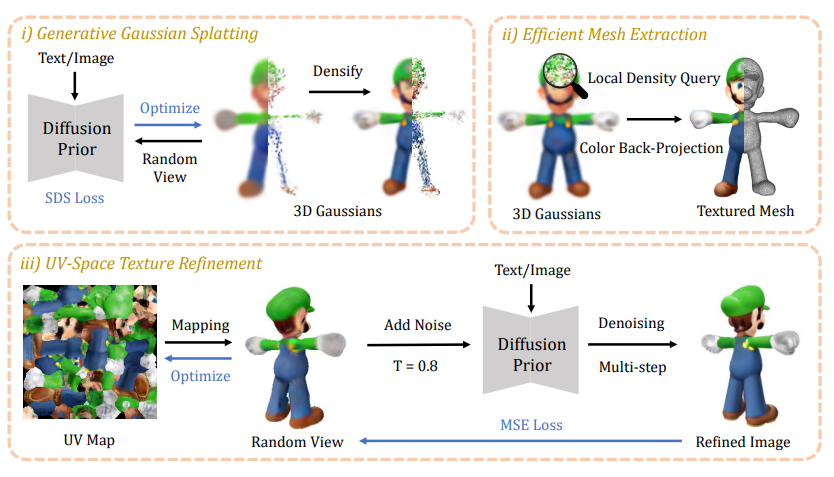 i) Generative Gaussian Splatting
Text/Image
Diffusion
Prior
SDS Loss
Optimize
Random
View
Densify
3D Gaussians
ii) Efficient Mesh Extraction
Local Density Query
Color Back-Projection
3D Gaussians
Textured Mesh
iii) UV-Space Texture Refinement
UV Map
Mapping
Optimize
Random View
Add Noise
T = 0.8
Text/Image
Diffusion
Prior
Denoising
Multi-step
MSE Loss
Refined Image